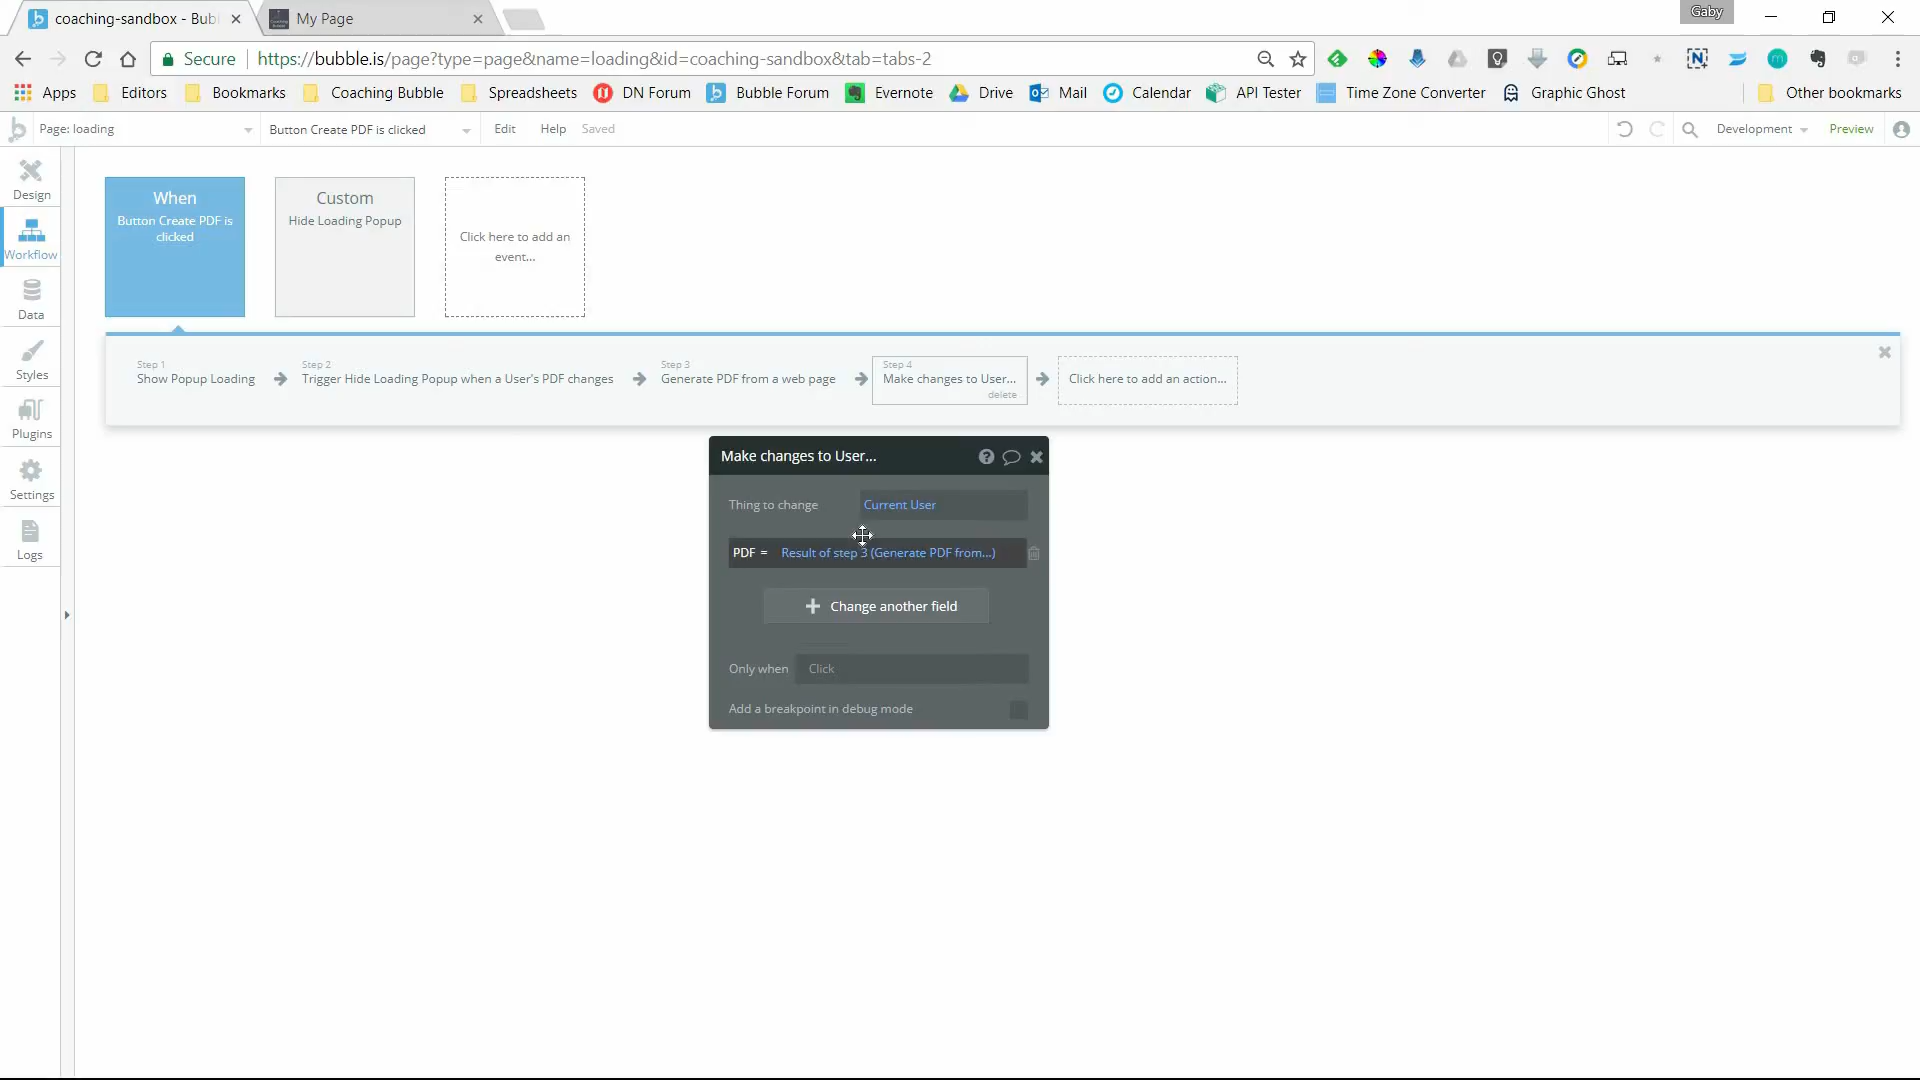 coaching-sandbox - Bub
My Page
Gaby
Secure
https://bubble.is/page?type=page&name=loading&id=coaching-sandbox&tab=tabs-2
Apps
Editors
Bookmarks
Coaching Bubble
Spreadsheets
DN Forum
Bubble Forum
Evernote
Drive
Mail
Calendar
API Tester
Time Zone Converter
Graphic Ghost
Other bookmarks
Page: loading
Button Create PDF is clicked
Edit
Help
Saved
Development
Preview
Design
Workflow
Data
Styles
Plugins
Settings
Logs
When
Button Create PDF is
clicked
Custom
Hide Loading Popup
Click here to add an
event...
Step 1
Show Popup Loading
Step 2
Trigger Hide Loading Popup when a User's PDF changes
Step 3
Generate PDF from a web page
Step 4
Make changes to User...
delete
Click here to add an action...
Make changes to User...
Thing to change
Current User
PDF =
Result of step 3 (Generate PDF from...)
Change another field
Only when
Click
Add a breakpoint in debug mode